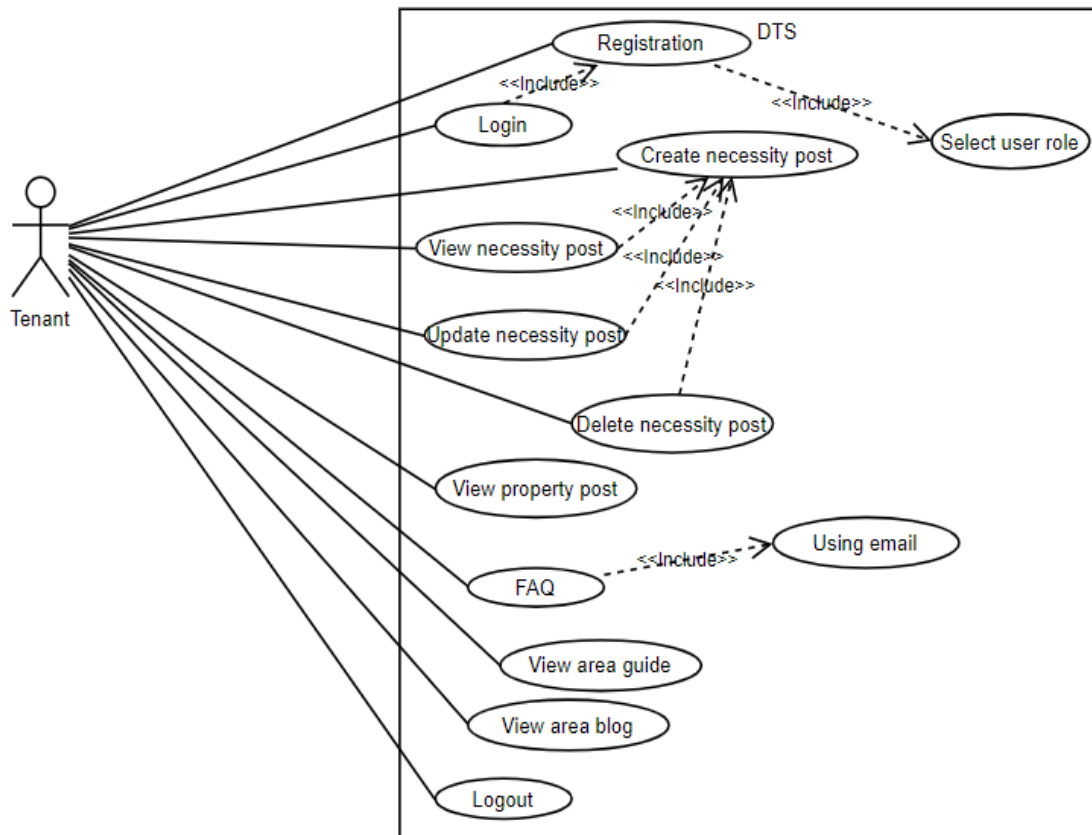 Registration
DTS
<<Include>>
<<Include>>
Login
Select user role
Create necessity post
<<Include>>
View necessity post
<<Include>>
<<Include>>
Tenant
Update necessity post
Delete necessity post
View property post
Using email
<<Include>>
FAQ
View area guide
View area blog
Logout